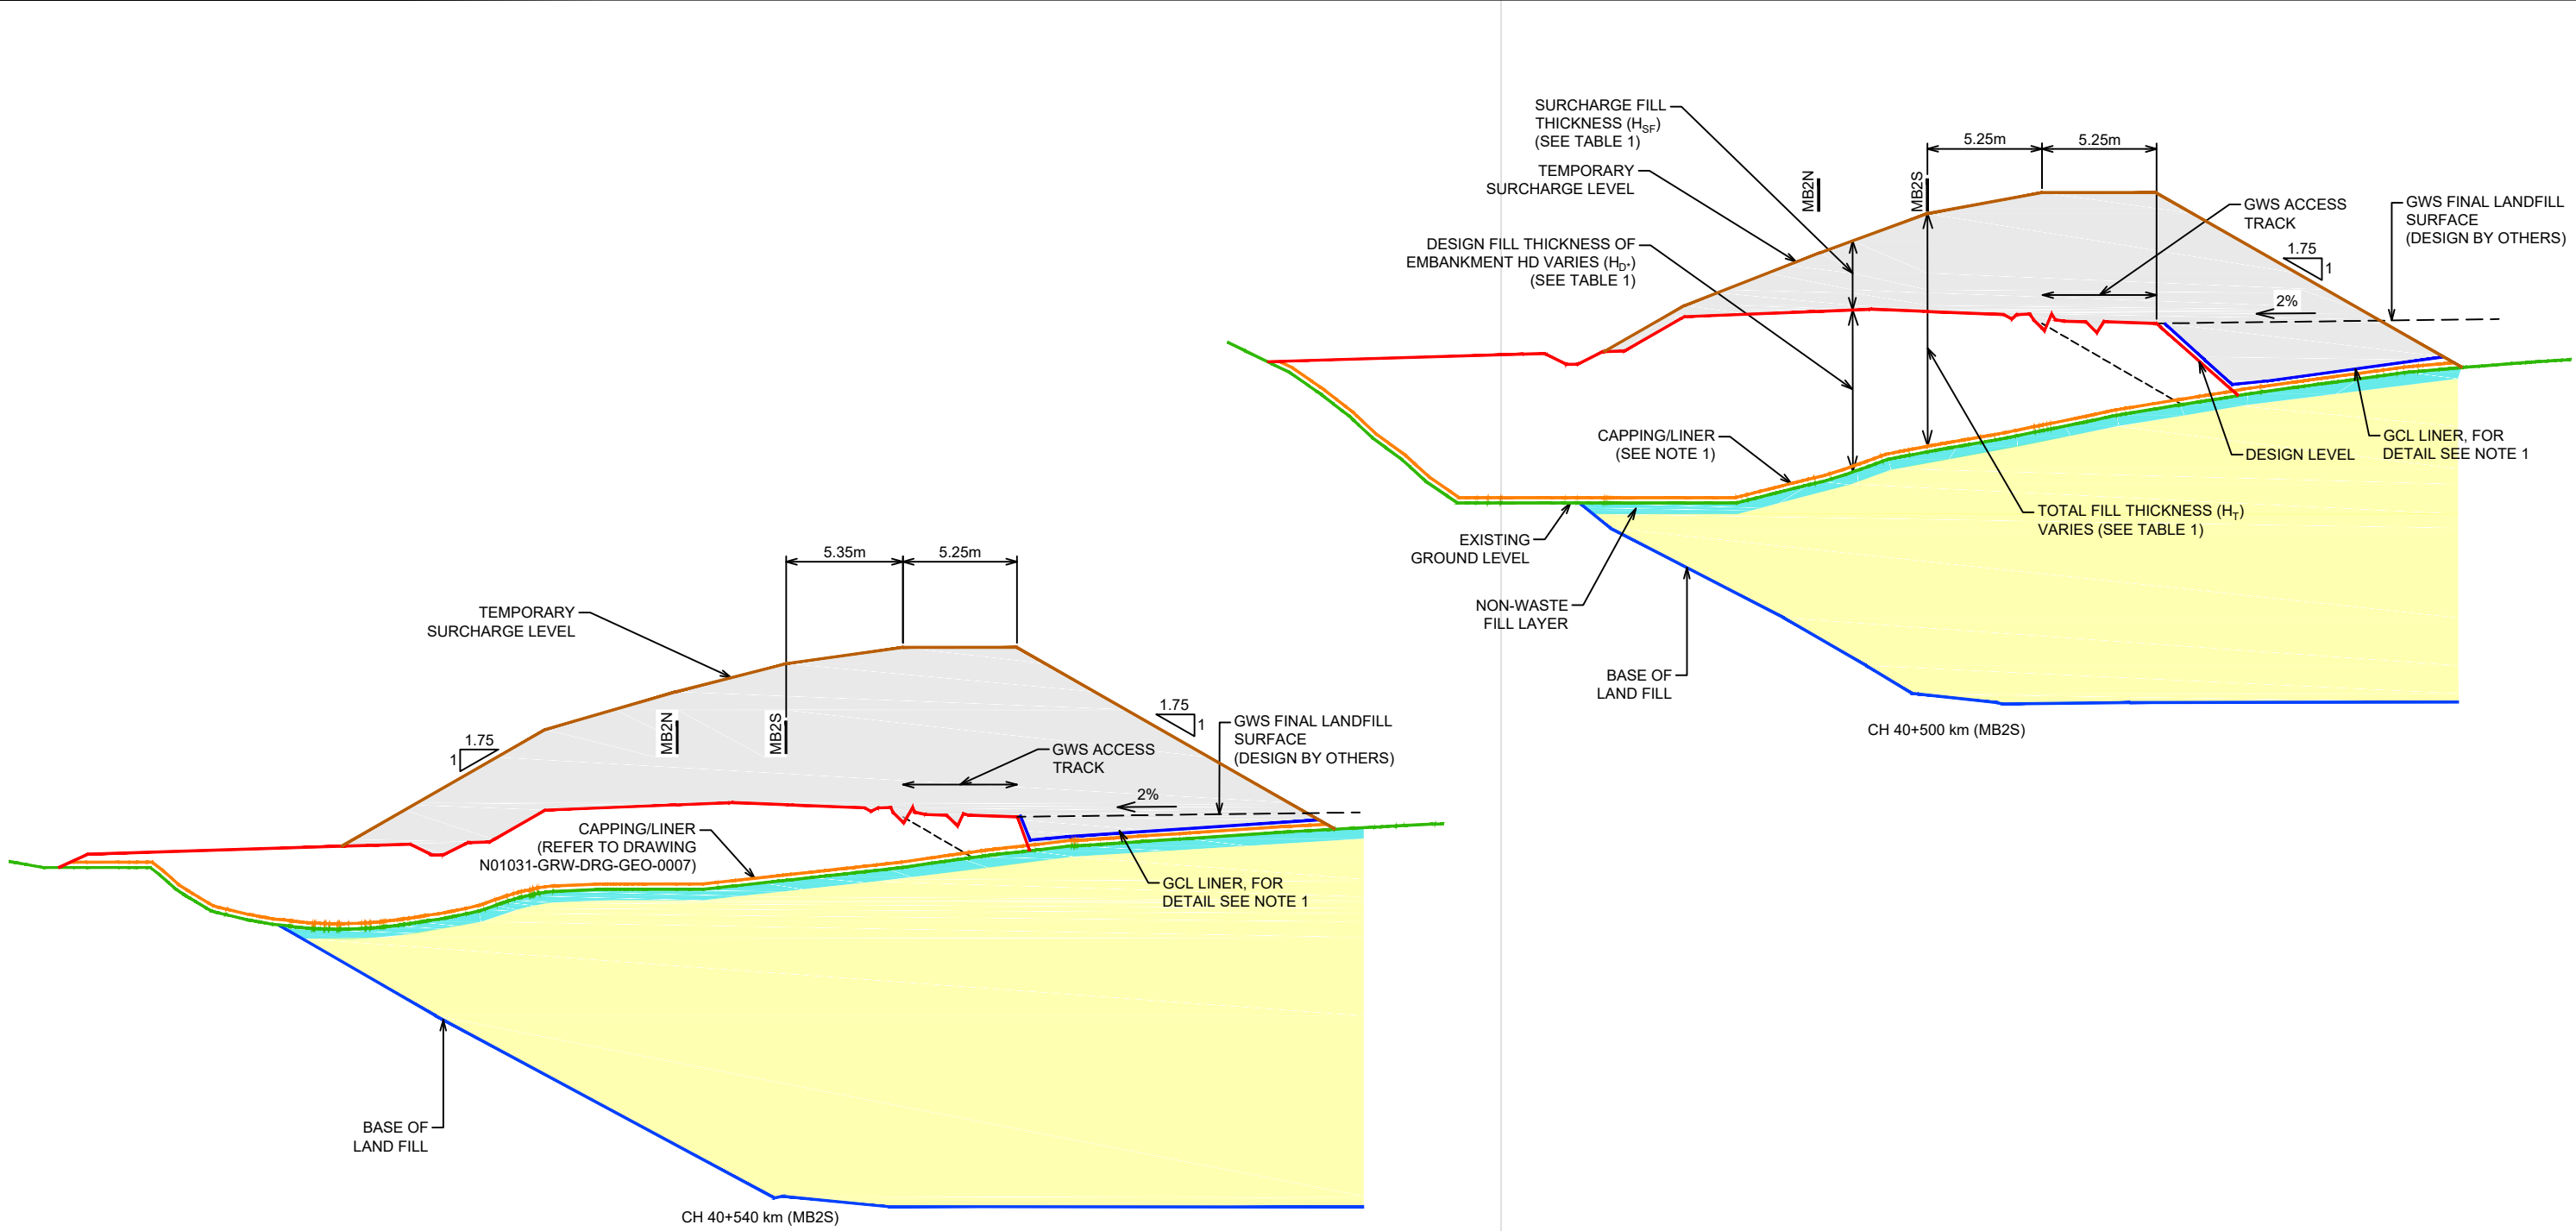 SURCHARGE FILL
THICKNESS (HSF)
(SEE TABLE 1)
TEMPORARY
SURCHARGE LEVEL
DESIGN FILL THICKNESS OF
EMBANKMENT HD VARIES (HD*)
(SEE TABLE 1)
MB2N
MB2S
5.25m
5.25m
GWS ACCESS
TRACK
GWS FINAL LANDFILL
SURFACE
(DESIGN BY OTHERS)
1.75
1
2%
CAPPING/LINER
(SEE NOTE 1)
DESIGN LEVEL
GCL LINER, FOR
DETAIL SEE NOTE 1
TOTAL FILL THICKNESS (HT)
VARIES (SEE TABLE 1)
EXISTING
GROUND LEVEL
NON-WASTE
FILL LAYER
BASE OF
LAND FILL
CH 40+500 km (MB2S)
5.35m
5.25m
TEMPORARY
SURCHARGE LEVEL
1.75
1
MB2N
MB2S
GWS ACCESS
TRACK
1.75
1
GWS FINAL LANDFILL
SURFACE
(DESIGN BY OTHERS)
2%
CAPPING/LINER
(REFER TO DRAWING
N01031-GRW-DRG-GEO-0007)
GCL LINER, FOR
DETAIL SEE NOTE 1
BASE OF
LAND FILL
CH 40+540 km (MB2S)